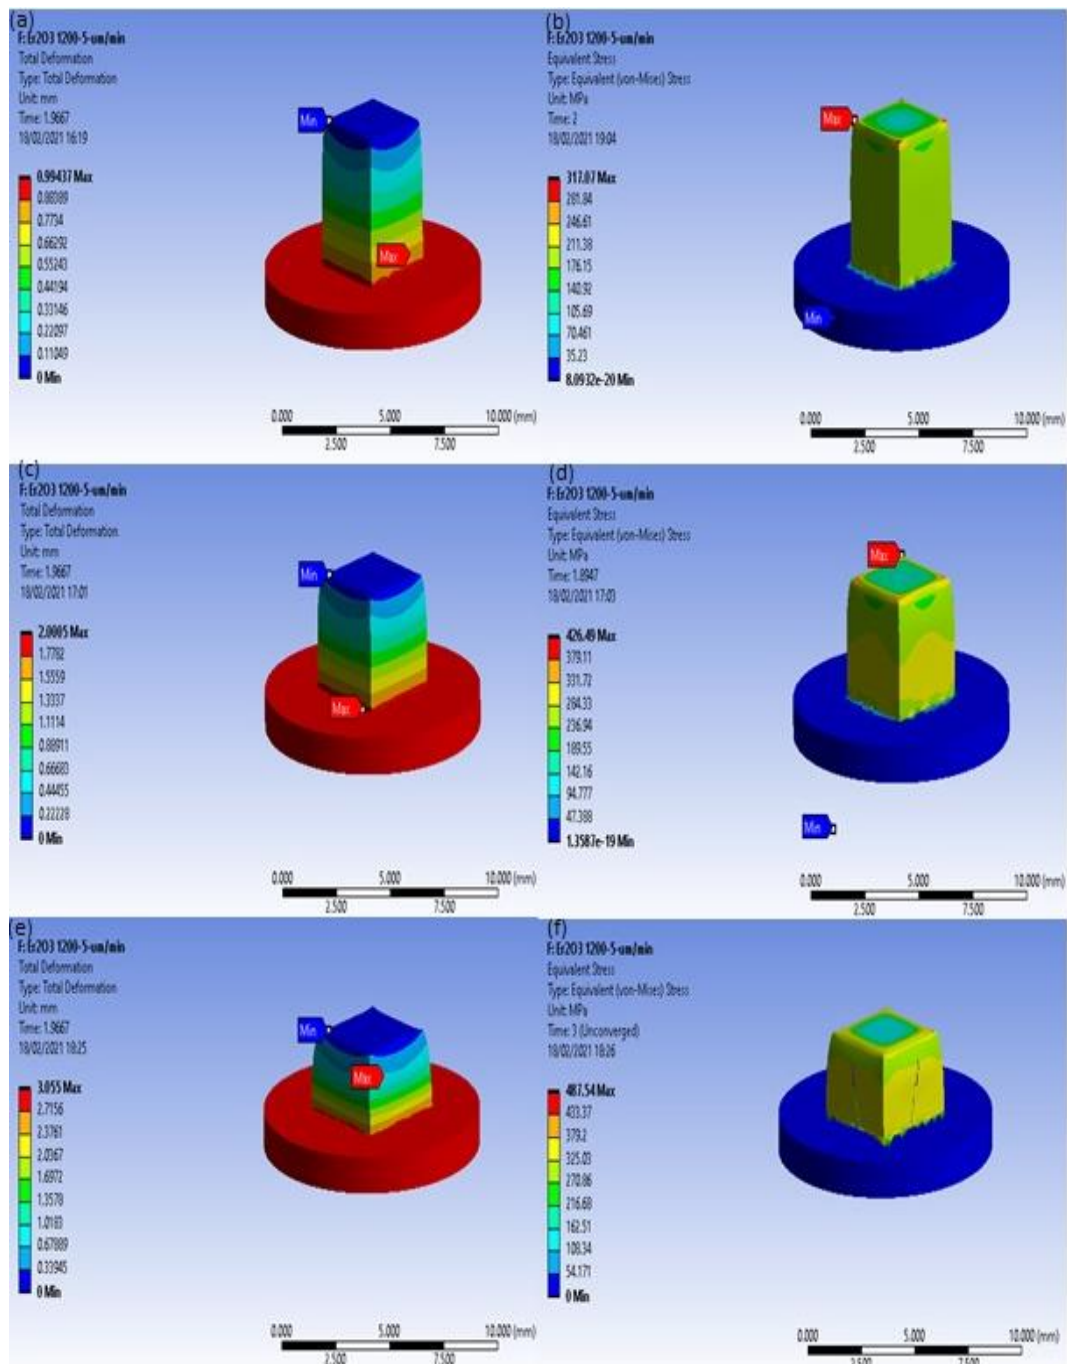 (a)
F: Er2O3 1200-5-um/min
Total Deformation
Type: Total Deformation
Unit: mm
Time: 1.9667
18/02/2021 16:19
0.99437 Max
0.88389
0.7734
0.66292
0.55243
0.44194
0.33146
0.22097
0.11049
0 Min
Min
Max
0.000 5.000 10.000 (mm)
2.500 7.500
(b)
F: Er2O3 1200-5-um/min
Equivalent Stress
Type: Equivalent (von-Mises) Stress
Unit: MPa
Time: 2
18/02/2021 19:04
317.07 Max
281.84
246.61
211.38
176.15
140.92
105.69
70.461
35.23
8.0932e-20 Min
Max
Min
0.000 5.000 10.000 (mm)
2.500 7.500
(c)
F: Er2O3 1200-5-um/min
Total Deformation
Type: Total Deformation
Unit: mm
Time: 1.9667
18/02/2021 17:01
2.0005 Max
1.7782
1.5559
1.3337
1.1114
0.88911
0.66683
0.44455
0.22228
0 Min
Min
Max
0.000 5.000 10.000 (mm)
2.500 7.500
(d)
F: Er2O3 1200-5-um/min
Equivalent Stress
Type: Equivalent (von-Mises) Stress
Unit: MPa
Time: 1.8947
18/02/2021 17:03
426.49 Max
379.11
331.72
284.33
236.94
189.55
142.16
94.777
47.388
1.3587e-19 Min
Max
Min
0.000 5.000 10.000 (mm)
2.500 7.500
(e)
F: Er2O3 1200-5-um/min
Total Deformation
Type: Total Deformation
Unit: mm
Time: 1.9667
18/02/2021 18:25
3.055 Max
2.7156
2.3761
2.0367
1.6972
1.3578
1.0183
0.67889
0.33945
0 Min
Min
Max
0.000 5.000 10.000 (mm)
2.500 7.500
(f)
F: Er2O3 1200-5-um/min
Equivalent Stress
Type: Equivalent (von-Mises) Stress
Unit: MPa
Time: 3 (Unconverged)
18/02/2021 18:26
487.54 Max
433.37
379.2
325.03
270.86
216.68
162.51
108.34
54.171
0 Min
0.000 5.000 10.000 (mm)
2.500 7.500